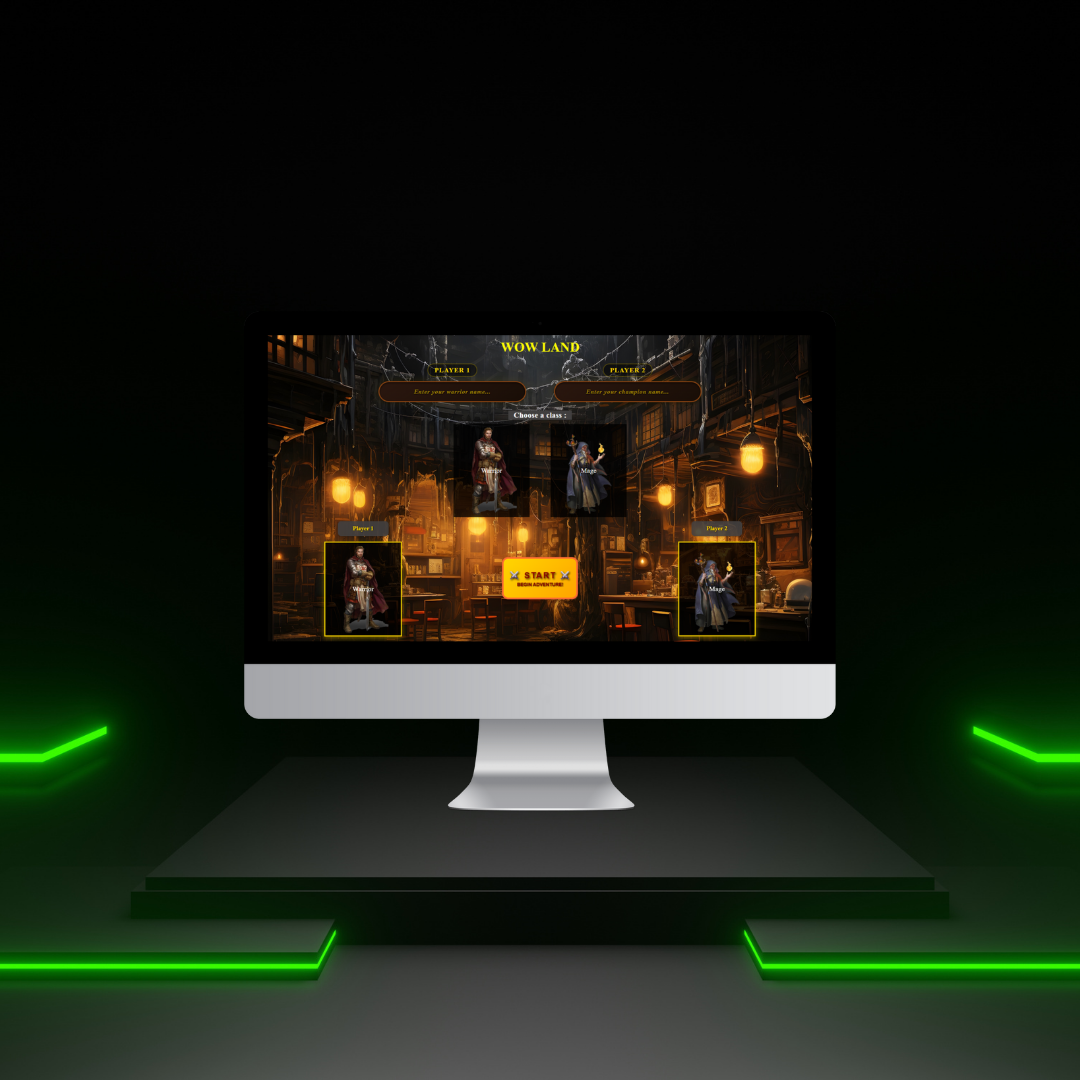 WOW LAND
PLAYER 1
PLAYER 2
Enter your warrior name...
Enter your champion name...
Choose a class :
Warrior
Mage
Player 1
Player 2
Warrior
Mage
START
BEGIN ADVENTURE!